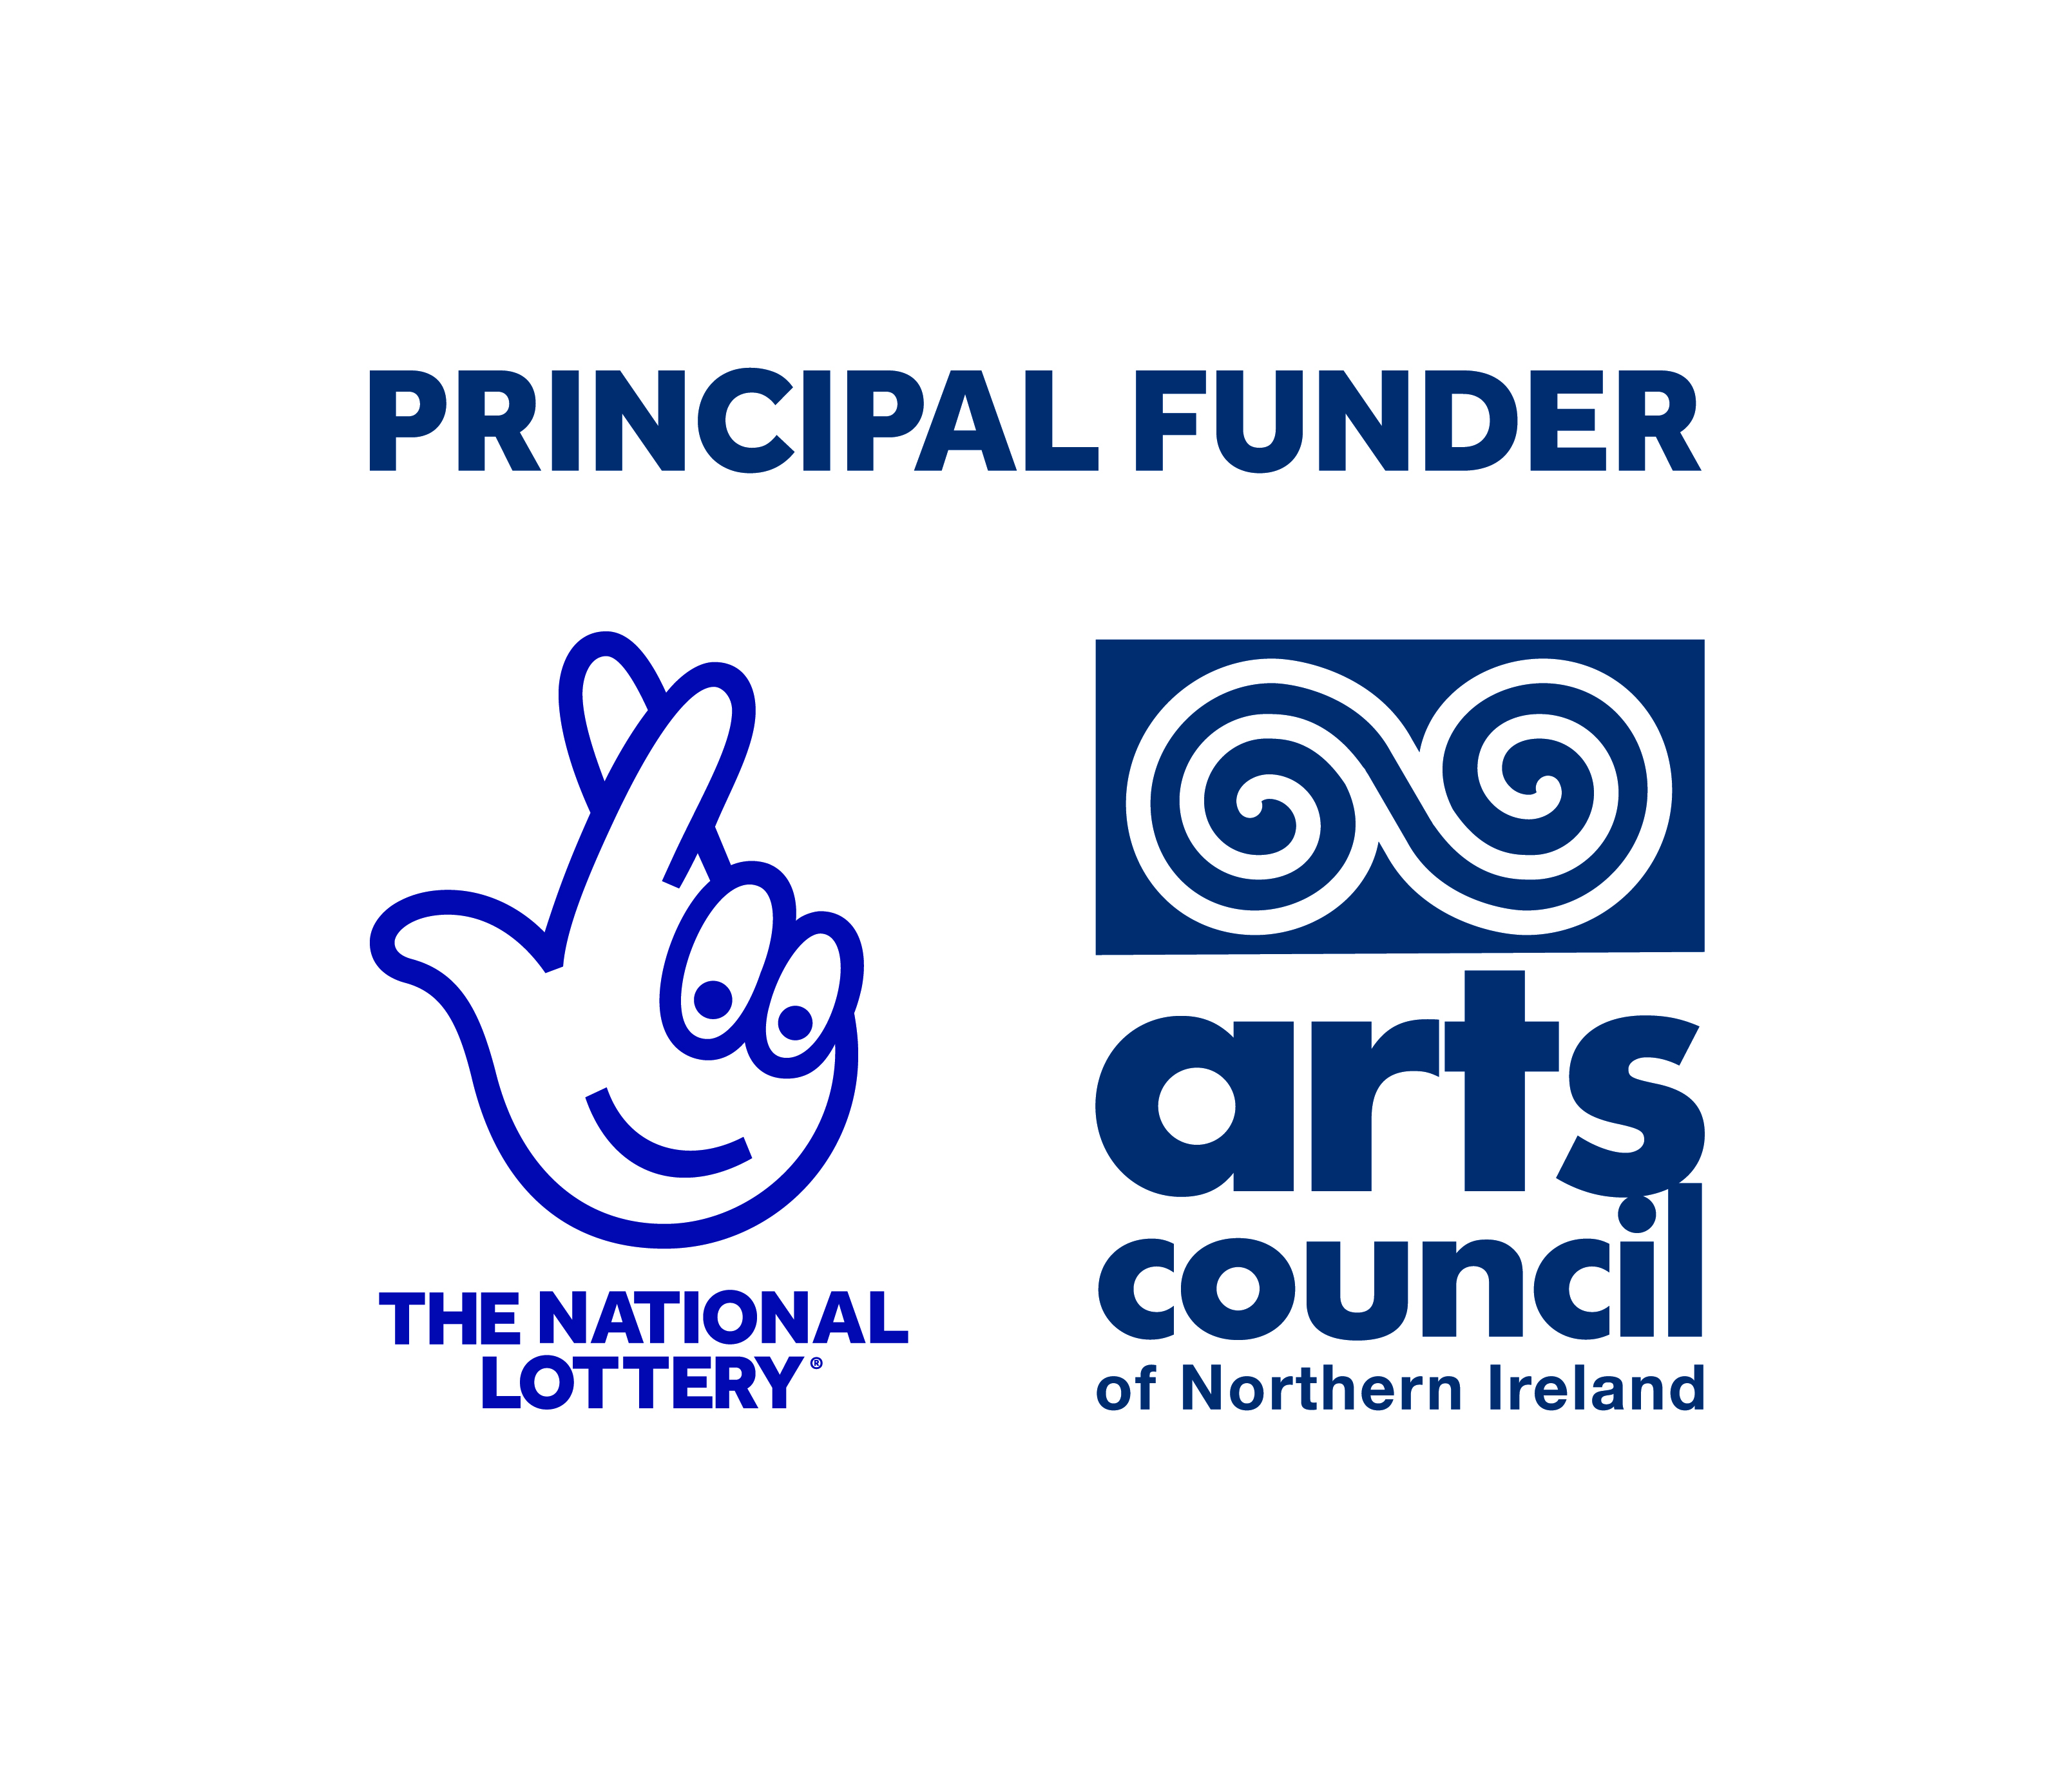 PRINCIPAL FUNDER
THE NATIONAL
LOTTERY®
arts
council
of Northern Ireland